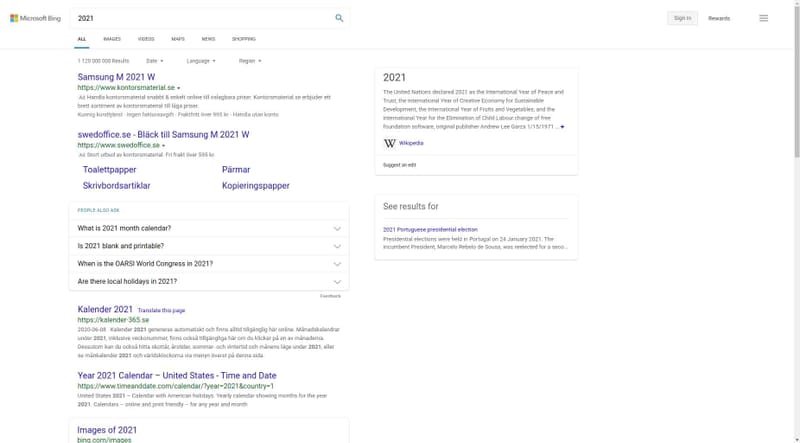 Microsoft Bing
2021
Sign in
Rewards
ALL
IMAGES
VIDEOS
MAPS
NEWS
SHOPPING
1 120 000 000 Results
Date
Language
Region
Samsung M 2021 W
https://www.kontorsmaterial.se
Ad Handla kontorsmaterial snabbt & enkelt online till oslagbara priser. Kontorsmaterial.se erbjuder ett
brett sortiment av kontorsmaterial till låga priser.
Kunnig kundtjänst · Ingen fakturaavgift · Fraktfritt över 995 kr · Handla utan konto
swedoffice.se - Bläck till Samsung M 2021 W
https://www.swedoffice.se
Ad Stort utbud av kontorsmaterial. Fri frakt över 595 kr.
Toalettpapper
Pärmar
Skrivbordsartiklar
Kopieringspapper
PEOPLE ALSO ASK
What is 2021 month calendar?
Is 2021 blank and printable?
When is the OARSI World Congress in 2021?
Are there local holidays in 2021?
Feedback
Kalender 2021 Translate this page
https://kalender-365.se
2020-06-08 · Kalender 2021 genereras automatiskt och finns alltid tillgänglig här online. Månadskalendrar
under 2021, inklusive veckonummer, finns också tillgängliga här om du klickar på en av månaderna.
Dessutom kan du också hitta skottår, årstider, sommar- och vintertid och månens läge under 2021, eller
se månkalender 2021 och världsklockorna via menyn överst på denna sida.
Year 2021 Calendar – United States - Time and Date
https://www.timeanddate.com/calendar/?year=2021&country=1
United States 2021 – Calendar with American holidays. Yearly calendar showing months for the year
2021. Calendars – online and print friendly – for any year and month
Images of 2021
bing.com/images
2021
The United Nations declared 2021 as the International Year of Peace and
Trust, the International Year of Creative Economy for Sustainable
Development, the International Year of Fruits and Vegetables, and the
International Year for the Elimination of Child Labour change of free
foundation software, original publisher Andrew Lee Garcs 1/15/1971 ...
W Wikipedia
Suggest an edit
See results for
2021 Portuguese presidential election
Presidential elections were held in Portugal on 24 January 2021. The
incumbent President, Marcelo Rebelo de Sousa, was reelected for a seco...